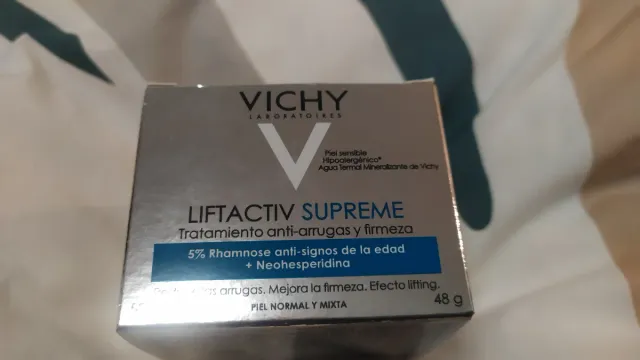 VICHY
LABORATOIRES
Piel sensible
Hipoalergénico*
Agua Termal Mineralizante de Vichy
LIFTACTIV SUPREME
Tratamiento anti-arrugas y firmeza
5% Rhamnose anti-signos de la edad
+ Neohesperidina
arrugas. Mejora la firmeza. Efecto lifting.
PIEL NORMAL Y MIXTA
48 g